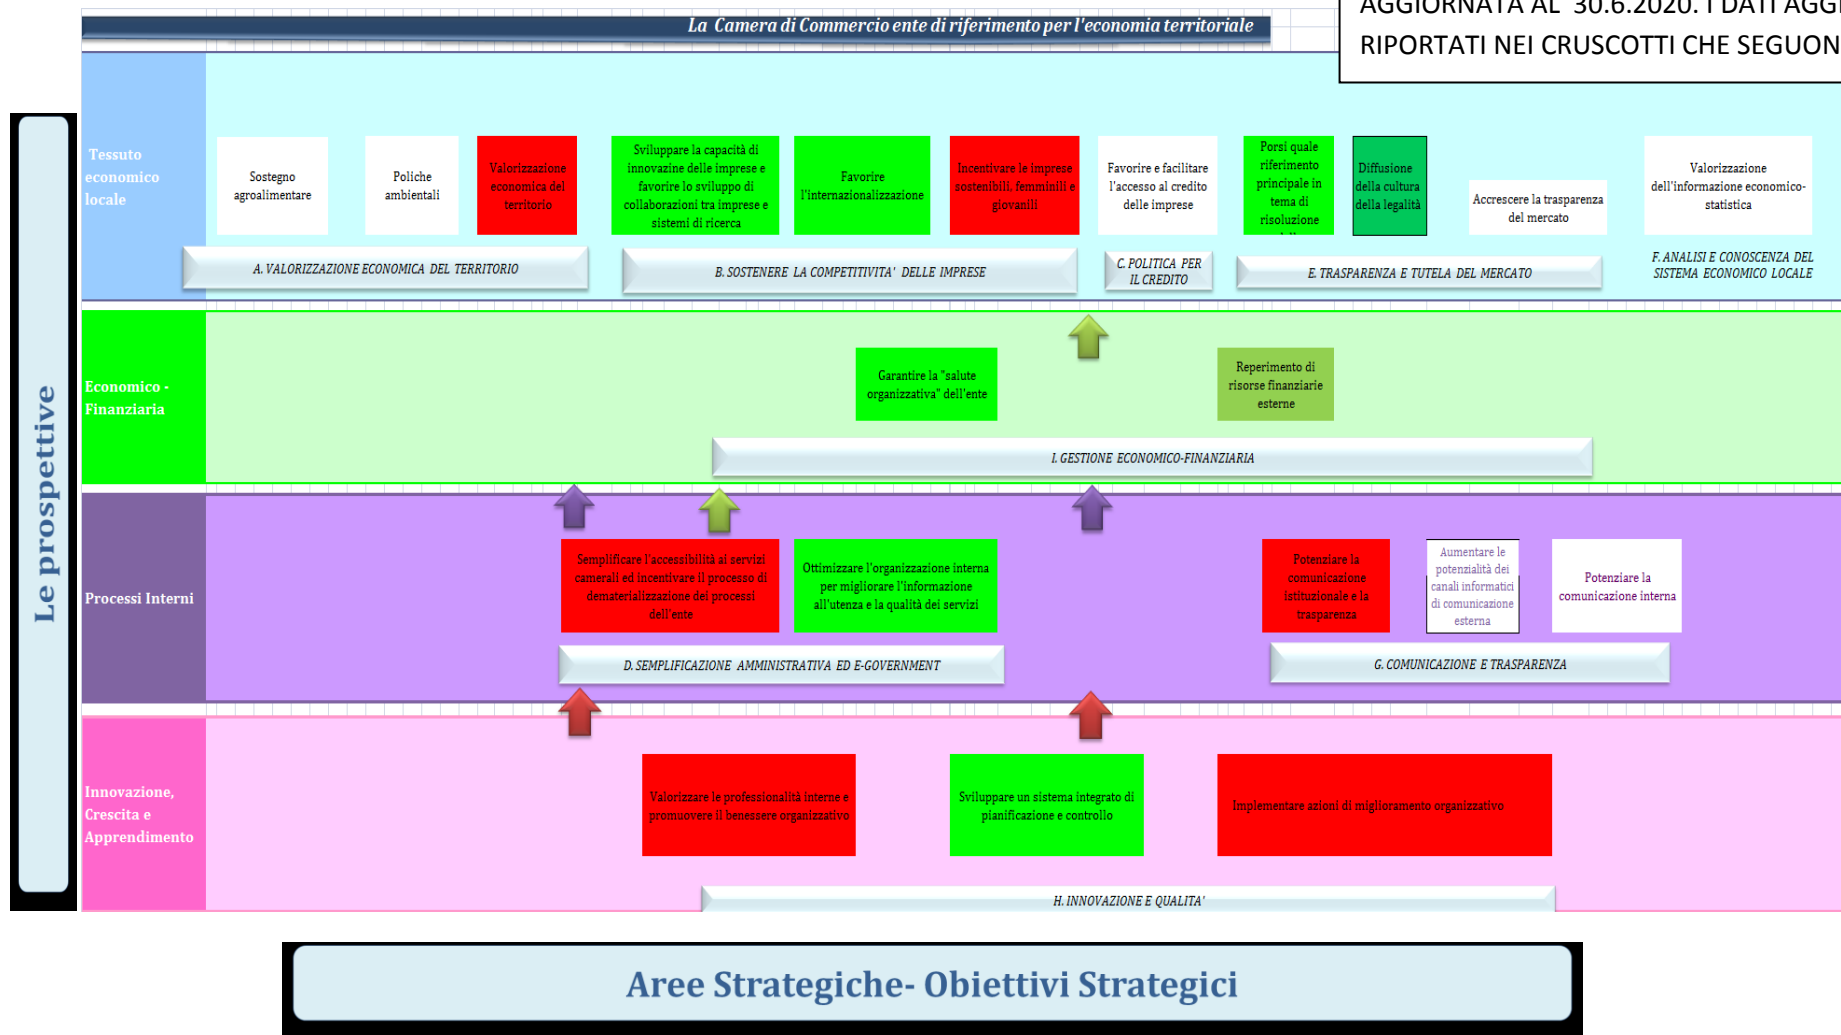 La Camera di Commercio ente di riferimento per l'economia territoriale
AGGIORNATA AL 30.6.2020. I DATI
RIPORTATI NEI CRUSCOTTI CHE
Le prospettive
Tessuto
economico
locale
Sostegno
agroalimentare
Poliche
ambientali
Valorizzazione
economica del
territorio
Sviluppare la capacità di
innovazine delle imprese e
favorire lo sviluppo di
collaborazioni tra imprese e
sistemi di ricerca
Favorire
l'internazionalizzazione
Incentivare le imprese
sostenibili, femminili e
giovanili
Favorire e facilitare
l'accesso al credito
delle imprese
Porsi quale
riferimento
principale in
tema di
risoluzione
Diffusione
della cultura
della legalità
Accrescere la trasparenza
del mercato
Valorizzazione
dell'informazione economico-
statistica
A. VALORIZZAZIONE ECONOMICA DEL TERRITORIO
B. SOSTENERE LA COMPETITIVITA' DELLE IMPRESE
C. POLITICA PER
IL CREDITO
E. TRASPARENZA E TUTELA DEL MERCATO
F. ANALISI E CONOSCENZA DEL
SISTEMA ECONOMICO LOCALE
Economico -
Finanziaria
Garantire la "salute
organizzativa" dell'ente
Reperimento di
risorse finanziarie
esterne
I. GESTIONE ECONOMICO-FINANZIARIA
Processi Interni
Semplificare l'accessibilità ai servizi
camerali ed incentivare il processo di
dematerializzazione dei processi
dell'ente
Ottimizzare l'organizzazione interna
per migliorare l'informazione
all'utenza e la qualità dei servizi
Potenziare la
comunicazione
istituzionale e la
trasparenza
Aumentare le
potenzialità dei
canali informatici
di comunicazione
esterna
Potenziare la
comunicazione interna
D. SEMPLIFICAZIONE AMMINISTRATIVA ED E-GOVERNMENT
G. COMUNICAZIONE E TRASPARENZA
Innovazione,
Crescita e
Apprendimento
Valorizzare le professionalità interne e
promuovere il benessere organizzativo
Sviluppare un sistema integrato di
pianificazione e controllo
Implementare azioni di miglioramento organizzativo
H. INNOVAZIONE E QUALITA'
Aree Strategiche- Obiettivi Strategici